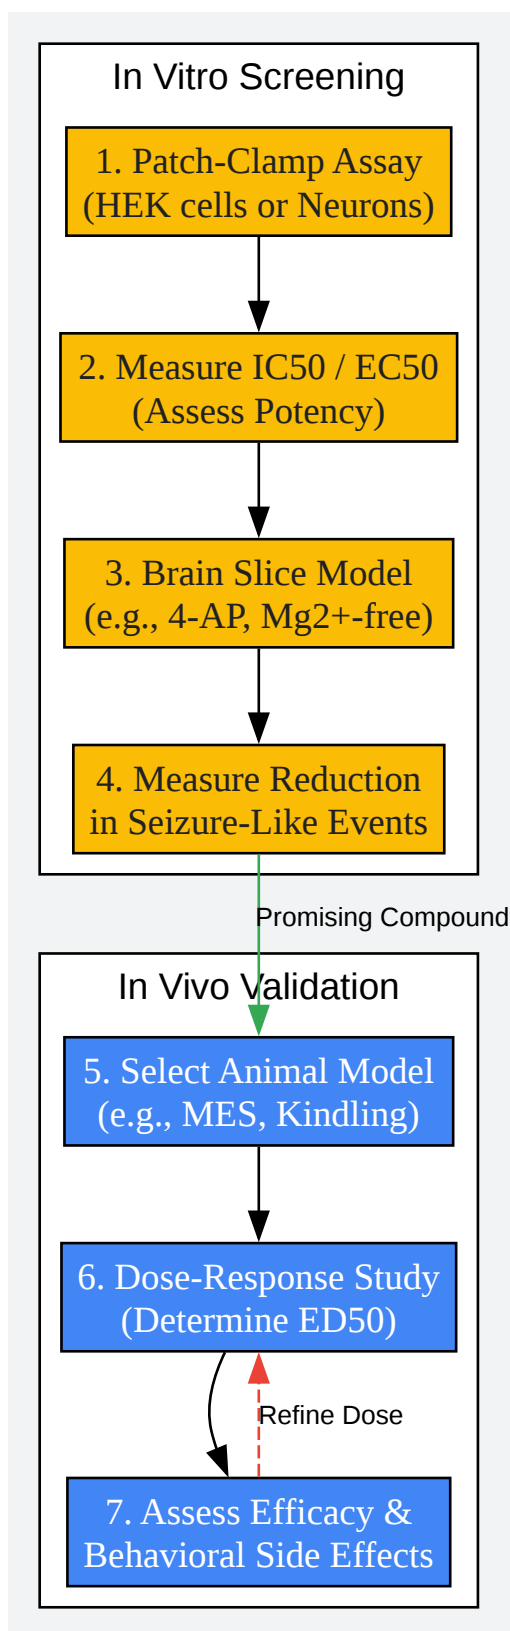 In Vitro Screening
1. Patch-Clamp Assay
(HEK cells or Neurons)
2. Measure IC50 / EC50
(Assess Potency)
3. Brain Slice Model
(e.g., 4-AP, Mg2+-free)
4. Measure Reduction
in Seizure-Like Events
Promising Compound
In Vivo Validation
5. Select Animal Model
(e.g., MES, Kindling)
6. Dose-Response Study
(Determine ED50)
Refine Dose
7. Assess Efficacy &
Behavioral Side Effects